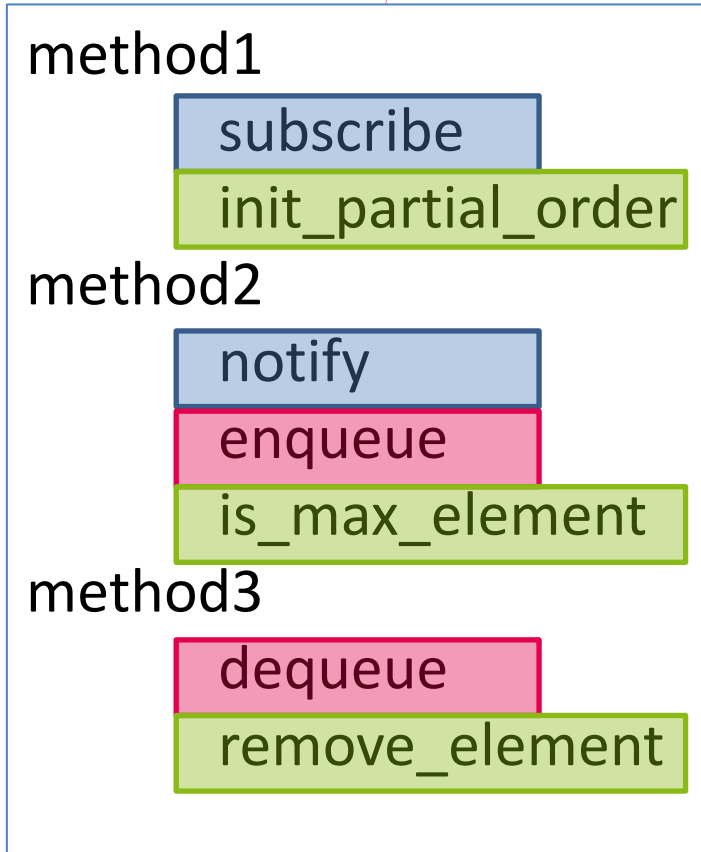 method1
subscribe
init_partial_order
method2
notify
enqueue
is_max_element
method3
dequeue
remove_element